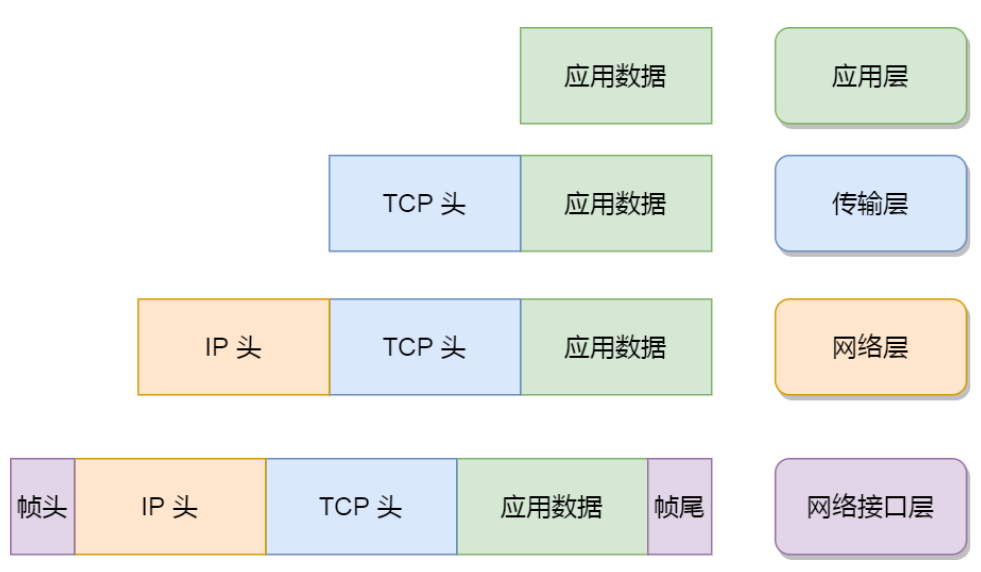 应用数据 应用层
TCP 头 应用数据 传输层
IP 头 TCP 头 应用数据 网络层
帧头 IP 头 TCP 头 应用数据 帧尾 网络接口层